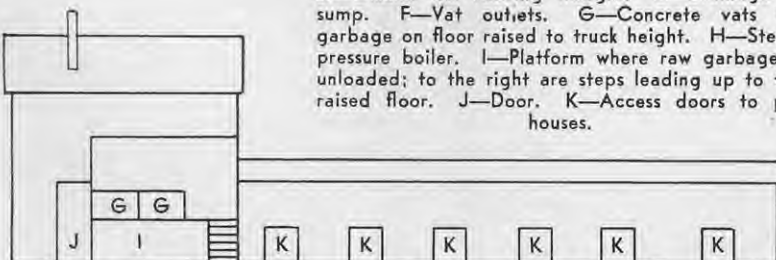 sump. F—Vat outlets. G—Concrete vats
garbage on floor raised to truck height. H—Ste
pressure boiler. I—Platform where raw garbage
unloaded; to the right are steps leading up to
raised floor. J—Door. K—Access doors to
houses.
G G
J I K K K K K K